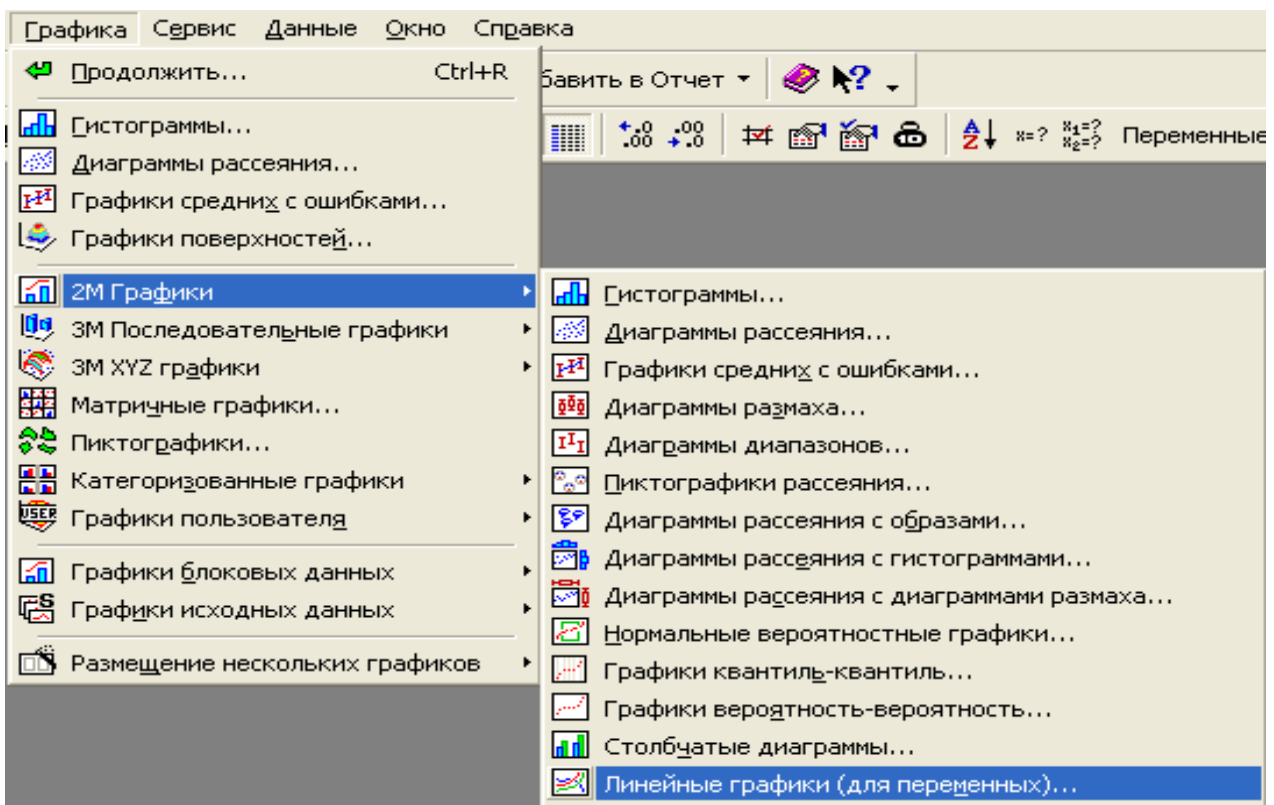 Графика Сервис Данные Окно Справка
Продолжить... Ctrl+R
бавить в Отчет
Гистограммы...
Диаграммы рассеяния...
Графики средних с ошибками...
Графики поверхностей...
x=? x1=? x2=? Переменные
2М Графики
3М Последовательные графики
3М XYZ графики
Матричные графики...
Пиктографики...
Категоризованные графики
Графики пользователя
Графики блоковых данных
Графики исходных данных
Размещение нескольких графиков
Гистограммы...
Диаграммы рассеяния...
Графики средних с ошибками...
Диаграммы размаха...
Диаграммы диапазонов...
Пиктографики рассеяния...
Диаграммы рассеяния с образами...
Диаграммы рассеяния с гистограммами...
Диаграммы рассеяния с диаграммами размаха...
Нормальные вероятностные графики...
Графики квантиль-квантиль...
Графики вероятность-вероятность...
Столбчатые диаграммы...
Линейные графики (для переменных)...